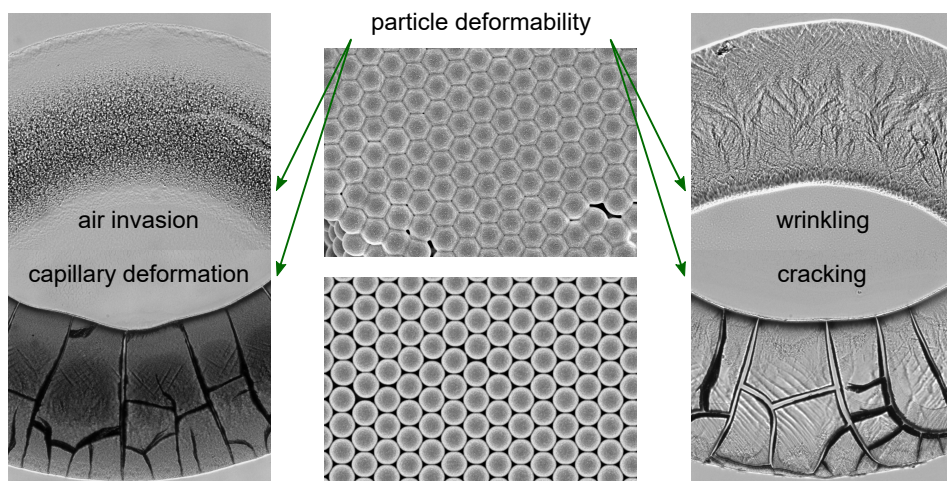 particle deformability
air invasion
capillary deformation
wrinkling
cracking